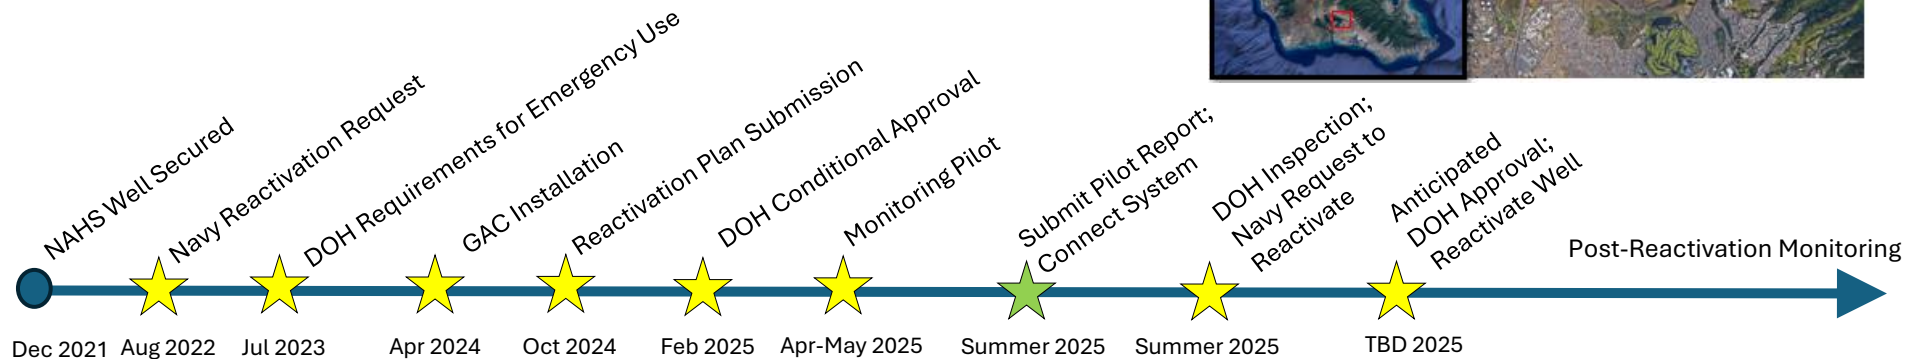 NAHS Well Secured
Navy Reactivation Request
DOH Requirements for Emergency Use
GAC Installation
Reactivation Plan Submission
DOH Conditional Approval
Monitoring Pilot
Submit Pilot Report;
Connect System
DOH Inspection;
Navy Request to
Reactivate
Anticipated
DOH Approval;
Reactivate Well
Post-Reactivation Monitoring
Dec 2021
Aug 2022
Jul 2023
Apr 2024
Oct 2024
Feb 2025
Apr-May 2025
Summer 2025
Summer 2025
TBD 2025